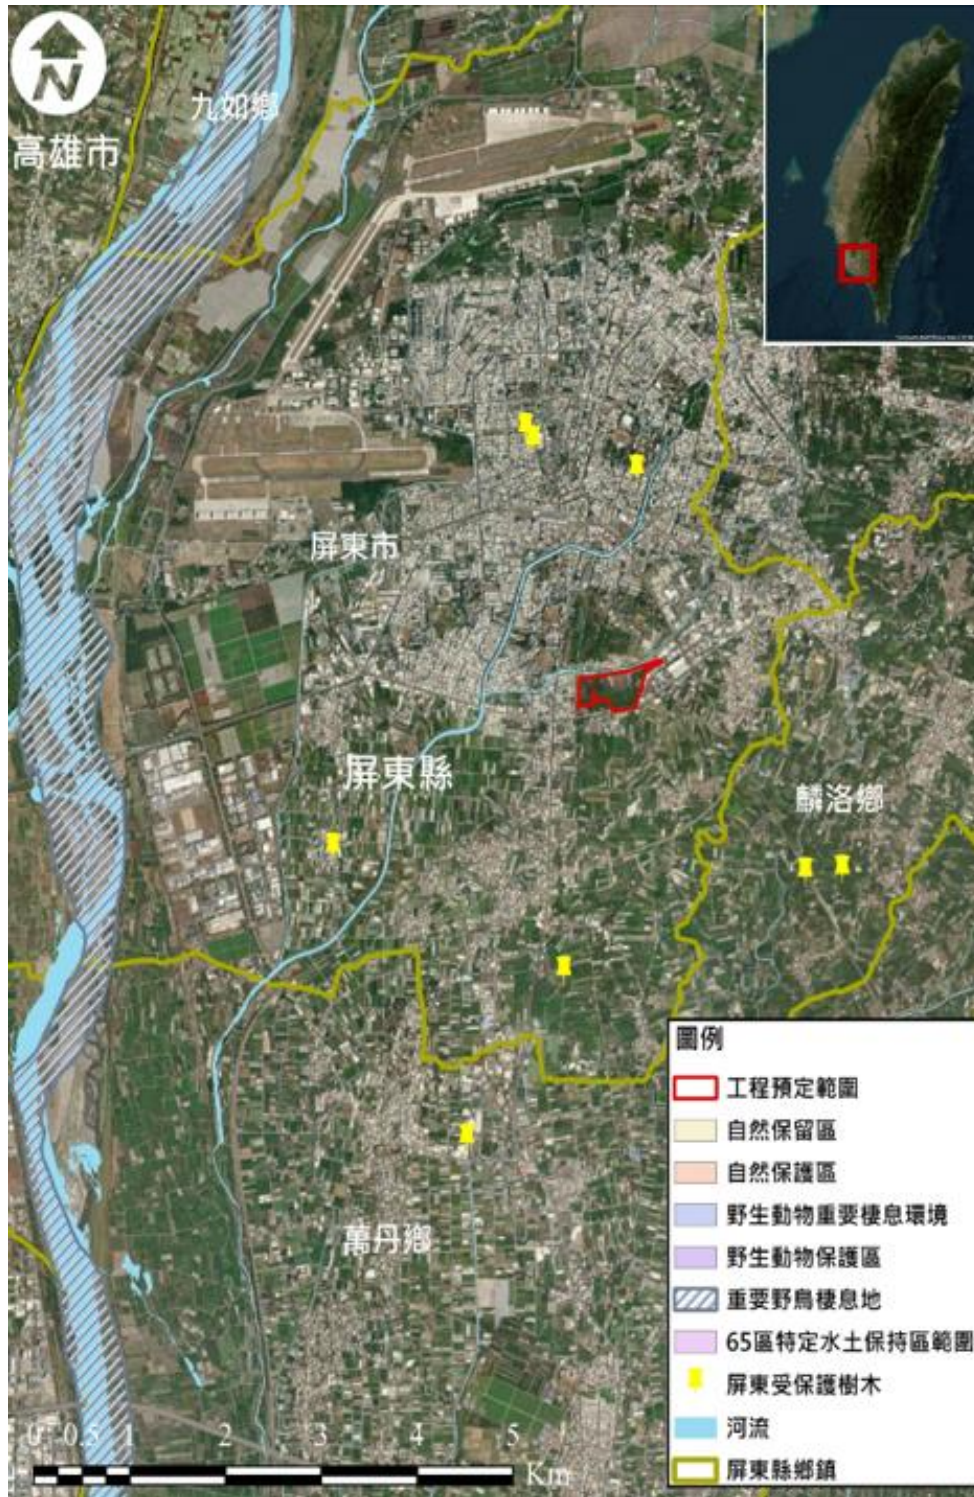 N
九如鄉
高雄市
屏東市
屏東縣
麟洛鄉
萬丹鄉
圖例
工程預定範圍
自然保留區
自然保護區
野生動物重要棲息環境
野生動物保護區
重要野鳥棲息地
65區特定水土保持區範圍
屏東受保護樹木
河流
屏東縣鄉鎮
0 0.5 1 2 3 4 5
Km